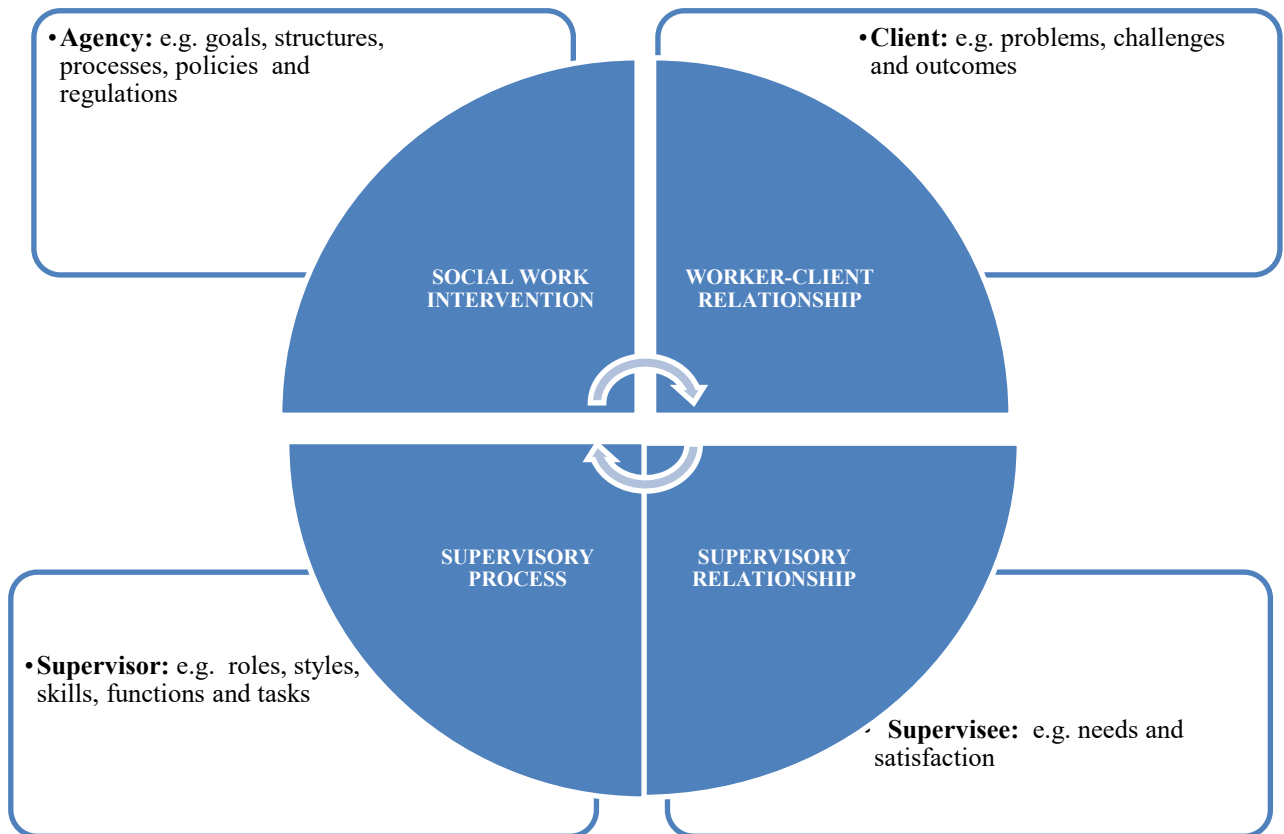 •Agency: e.g. goals, structures,
processes, policies and
regulations
•Client: e.g. problems, challenges
and outcomes
SOCIAL WORK
INTERVENTION
WORKER-CLIENT
RELATIONSHIP
SUPERVISORY
PROCESS
SUPERVISORY
RELATIONSHIP
•Supervisor: e.g. roles, styles,
skills, functions and tasks
• Supervisee: e.g. needs and
satisfaction